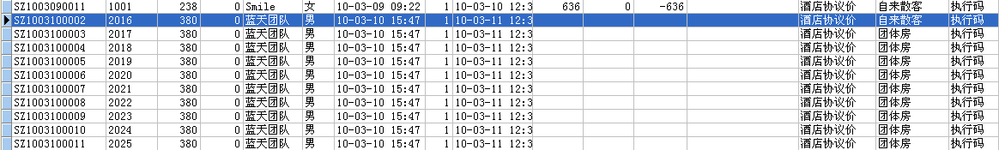 SZ1003090011 1001 238 0 Smile 女 10-03-09 09:22 1 10-03-10 12:3 636 0 -636 酒店协议价 自来散客 执行码
SZ1003100002 2016 380 0 蓝天团队 男 10-03-10 15:47 1 10-03-11 12:3 酒店协议价 自来散客 执行码
SZ1003100003 2017 380 0 蓝天团队 男 10-03-10 15:47 1 10-03-11 12:3 酒店协议价 团体房 执行码
SZ1003100004 2018 380 0 蓝天团队 男 10-03-10 15:47 1 10-03-11 12:3 酒店协议价 团体房 执行码
SZ1003100005 2019 380 0 蓝天团队 男 10-03-10 15:47 1 10-03-11 12:3 酒店协议价 团体房 执行码
SZ1003100006 2020 380 0 蓝天团队 男 10-03-10 15:47 1 10-03-11 12:3 酒店协议价 团体房 执行码
SZ1003100007 2021 380 0 蓝天团队 男 10-03-10 15:47 1 10-03-11 12:3 酒店协议价 团体房 执行码
SZ1003100008 2022 380 0 蓝天团队 男 10-03-10 15:47 1 10-03-11 12:3 酒店协议价 团体房 执行码
SZ1003100009 2023 380 0 蓝天团队 男 10-03-10 15:47 1 10-03-11 12:3 酒店协议价 团体房 执行码
SZ1003100010 2024 380 0 蓝天团队 男 10-03-10 15:47 1 10-03-11 12:3 酒店协议价 团体房 执行码
SZ1003100011 2025 380 0 蓝天团队 男 10-03-10 15:47 1 10-03-11 12:3 酒店协议价 团体房 执行码